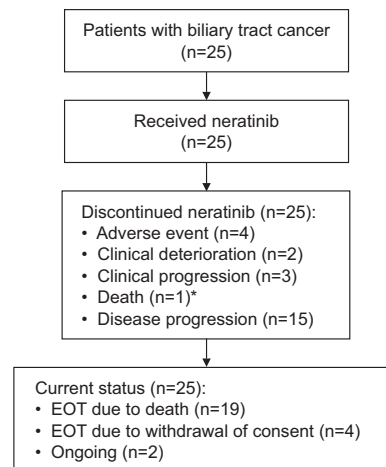 Patients with biliary tract cancer
(n=25)
Received neratinib
(n=25)
Discontinued neratinib (n=25):
• Adverse event (n=4)
• Clinical deterioration (n=2)
• Clinical progression (n=3)
• Death (n=1)*
• Disease progression (n=15)
Current status (n=25):
• EOT due to death (n=19)
• EOT due to withdrawal of consent (n=4)
• Ongoing (n=2)